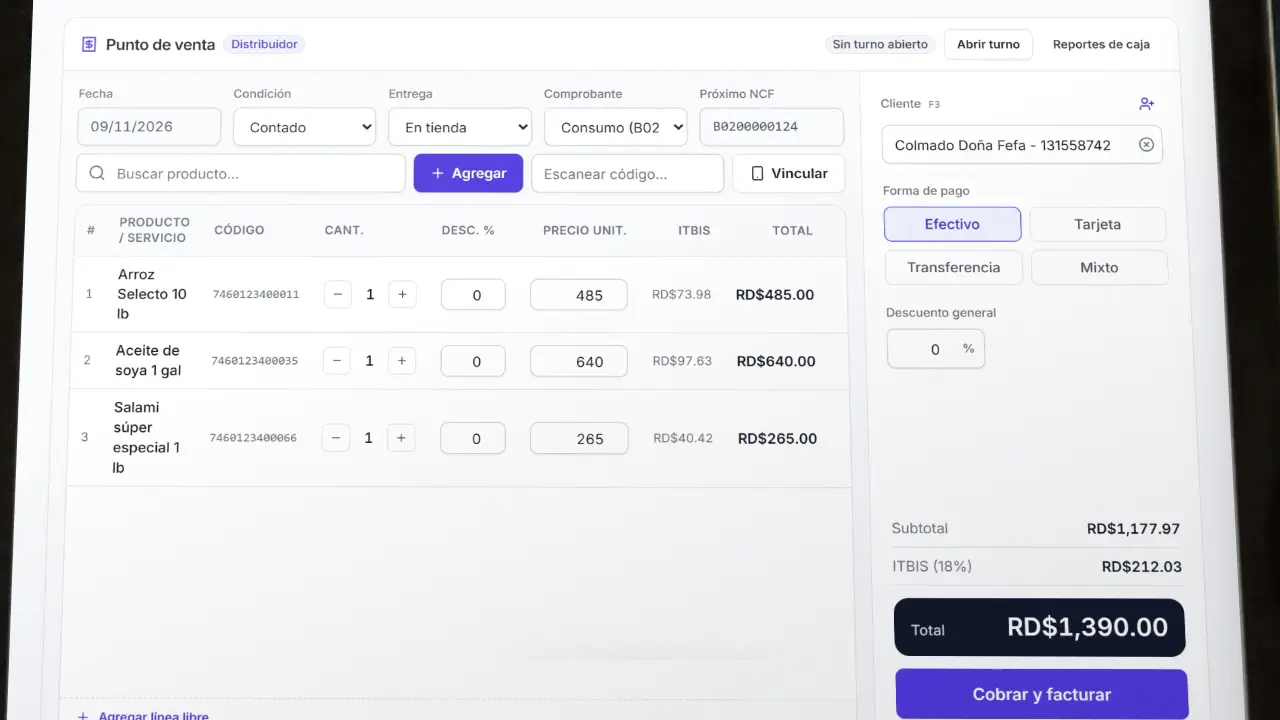 Punto de venta Distribuidor Sin turno abierto Abrir turno Reportes de caja
Fecha Condición Entrega Comprobante Próximo NCF
09/11/2026 Contado En tienda Consumo (B02 B0200000124
Buscar producto... + Agregar Escanear código... Vincular
# PRODUCTO / SERVICIO CÓDIGO CANT. DESC. % PRECIO UNIT. ITBIS TOTAL
1 Arroz Selecto 10 lb 7460123400011 − 1 + 0 485 RD$73.98 RD$485.00
2 Aceite de soya 1 gal 7460123400035 − 1 + 0 640 RD$97.63 RD$640.00
3 Salami súper especial 1 lb 7460123400066 − 1 + 0 265 RD$40.42 RD$265.00
+ Agregar línea libre
Cliente F3
Colmado Doña Fefa - 131558742
Forma de pago
Efectivo Tarjeta
Transferencia Mixto
Descuento general
0 %
Subtotal RD$1,177.97
ITBIS (18%) RD$212.03
Total RD$1,390.00
Cobrar y facturar